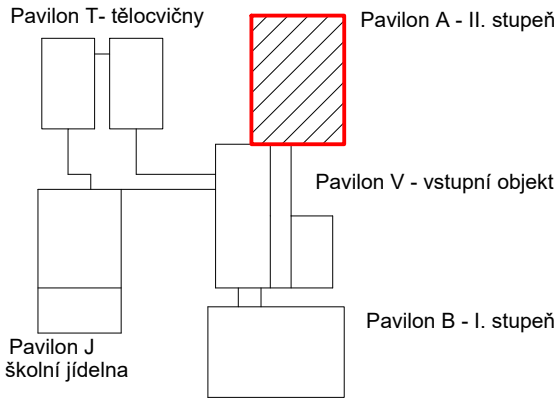 Pavilon T- tělocvičny
Pavilon A - II. stupeň
Pavilon V - vstupní objekt
Pavilon B - I. stupeň
Pavilon J
školní jídelna